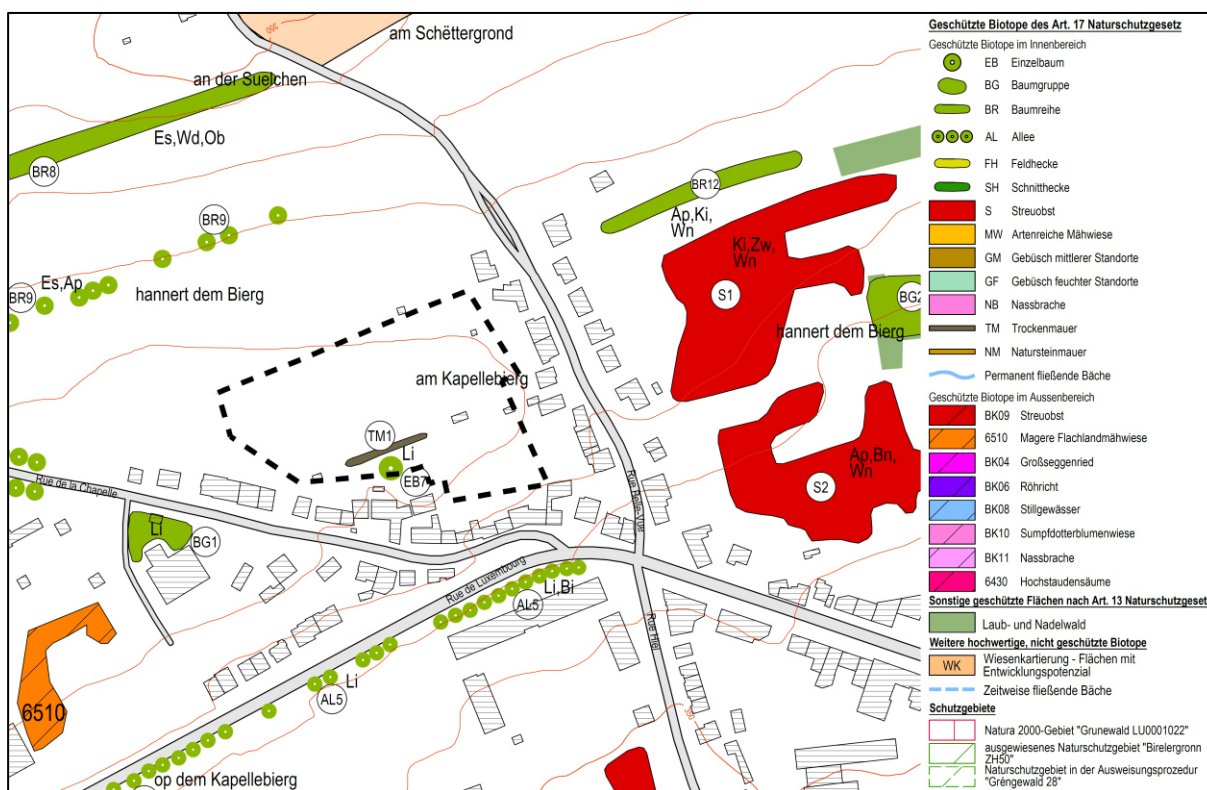 am Schëttergrond
an der Suelchen
Es,Wd,Ob
BR8
BR12
BR9
Ap,Ki,
Wn
Ki,Zw,
Wn
Es,Ap
BR9
hannert dem Bierg
S1
BG2
hannert dem Bierg
am Kapellebierg
TM1
Li
EB7
Ap,Bn,
Wn
S2
Rue de la Chapelle
Rue Belle-Vue
Li
BG1
Rue de Luxembourg
Li,Bi
AL5
Rue Hiel
Li
AL5
6510
350
350
op dem Kapellebierg
Geschützte Biotope des Art. 17 Naturschutzgesetz
Geschützte Biotope im Innenbereich
EB Einzelbaum
BG Baumgruppe
BR Baumreihe
AL Allee
FH Feldhecke
SH Schnitthecke
S Streuobst
MW Artenreiche Mähwiese
GM Gebüsch mittlerer Standorte
GF Gebüsch feuchter Standorte
NB Nassbrache
TM Trockenmauer
NM Natursteinmauer
Permanent fließende Bäche
Geschützte Biotope im Aussenbereich
BK09 Streuobst
6510 Magere Flachlandmähwiese
BK04 Großseggenried
BK06 Röhricht
BK08 Stillgewässer
BK10 Sumpfdotterblumenwiese
BK11 Nassbrache
6430 Hochstaudensäume
Sonstige geschützte Flächen nach Art. 13 Naturschutzgeset
Laub- und Nadelwald
Weitere hochwertige, nicht geschützte Biotope
WK Wiesenkartierung - Flächen mit
Entwicklungspotenzial
Zeitweise fließende Bäche
Schutzgebiete
Natura 2000-Gebiet "Grunewald LU0001022"
ausgewiesenes Naturschutzgebiet "Birelergronn
ZH50"
Naturschutzgebiet in der Ausweisungsprozedur
"Gréngewald 28"